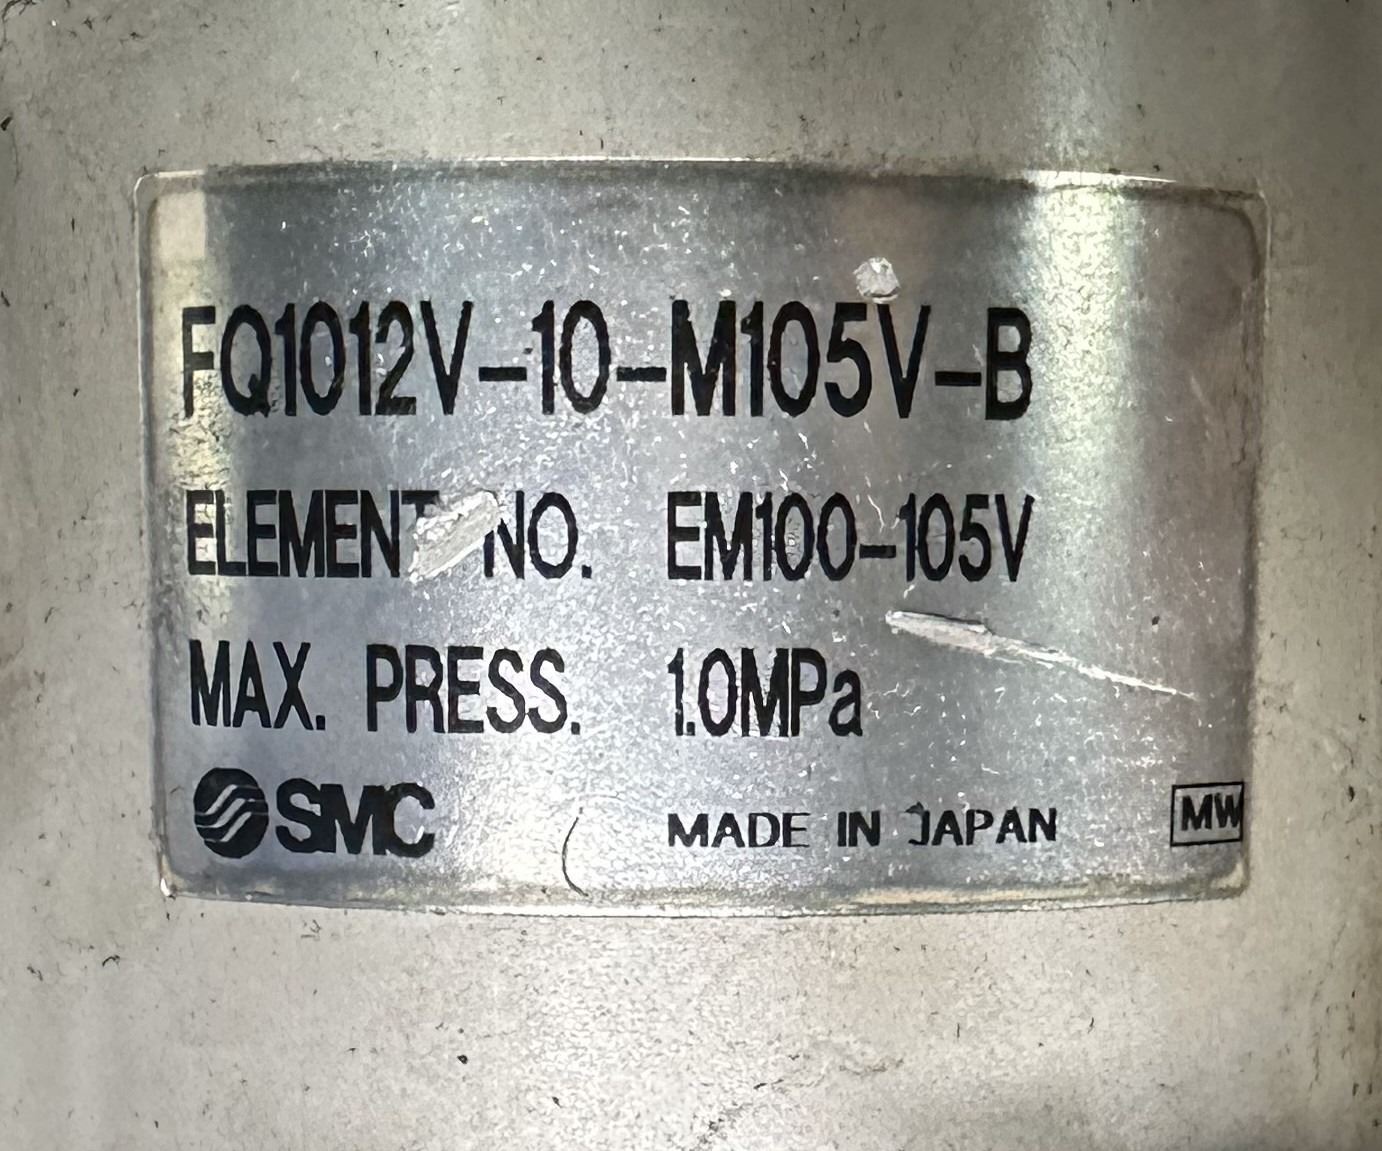 FQ1012V-10-M105V-B
ELEMENT NO. EM100-105V
MAX. PRESS. 1.0MPa
SMC MADE IN JAPAN MW